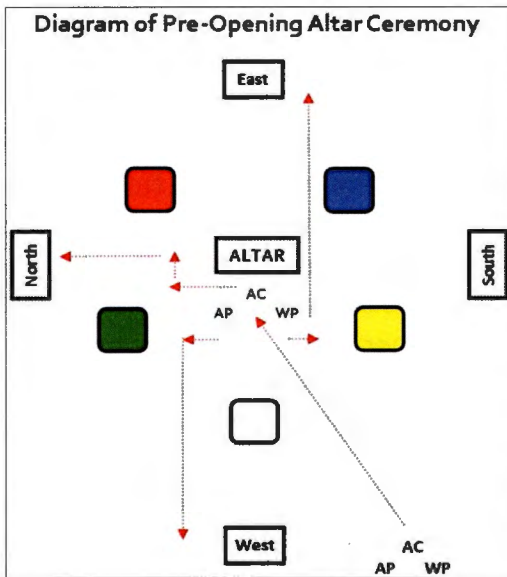 Diagram of Pre-Opening Altar Ceremony
East
North
ALTAR
South
AC
AP WP
West
AC
AP WP